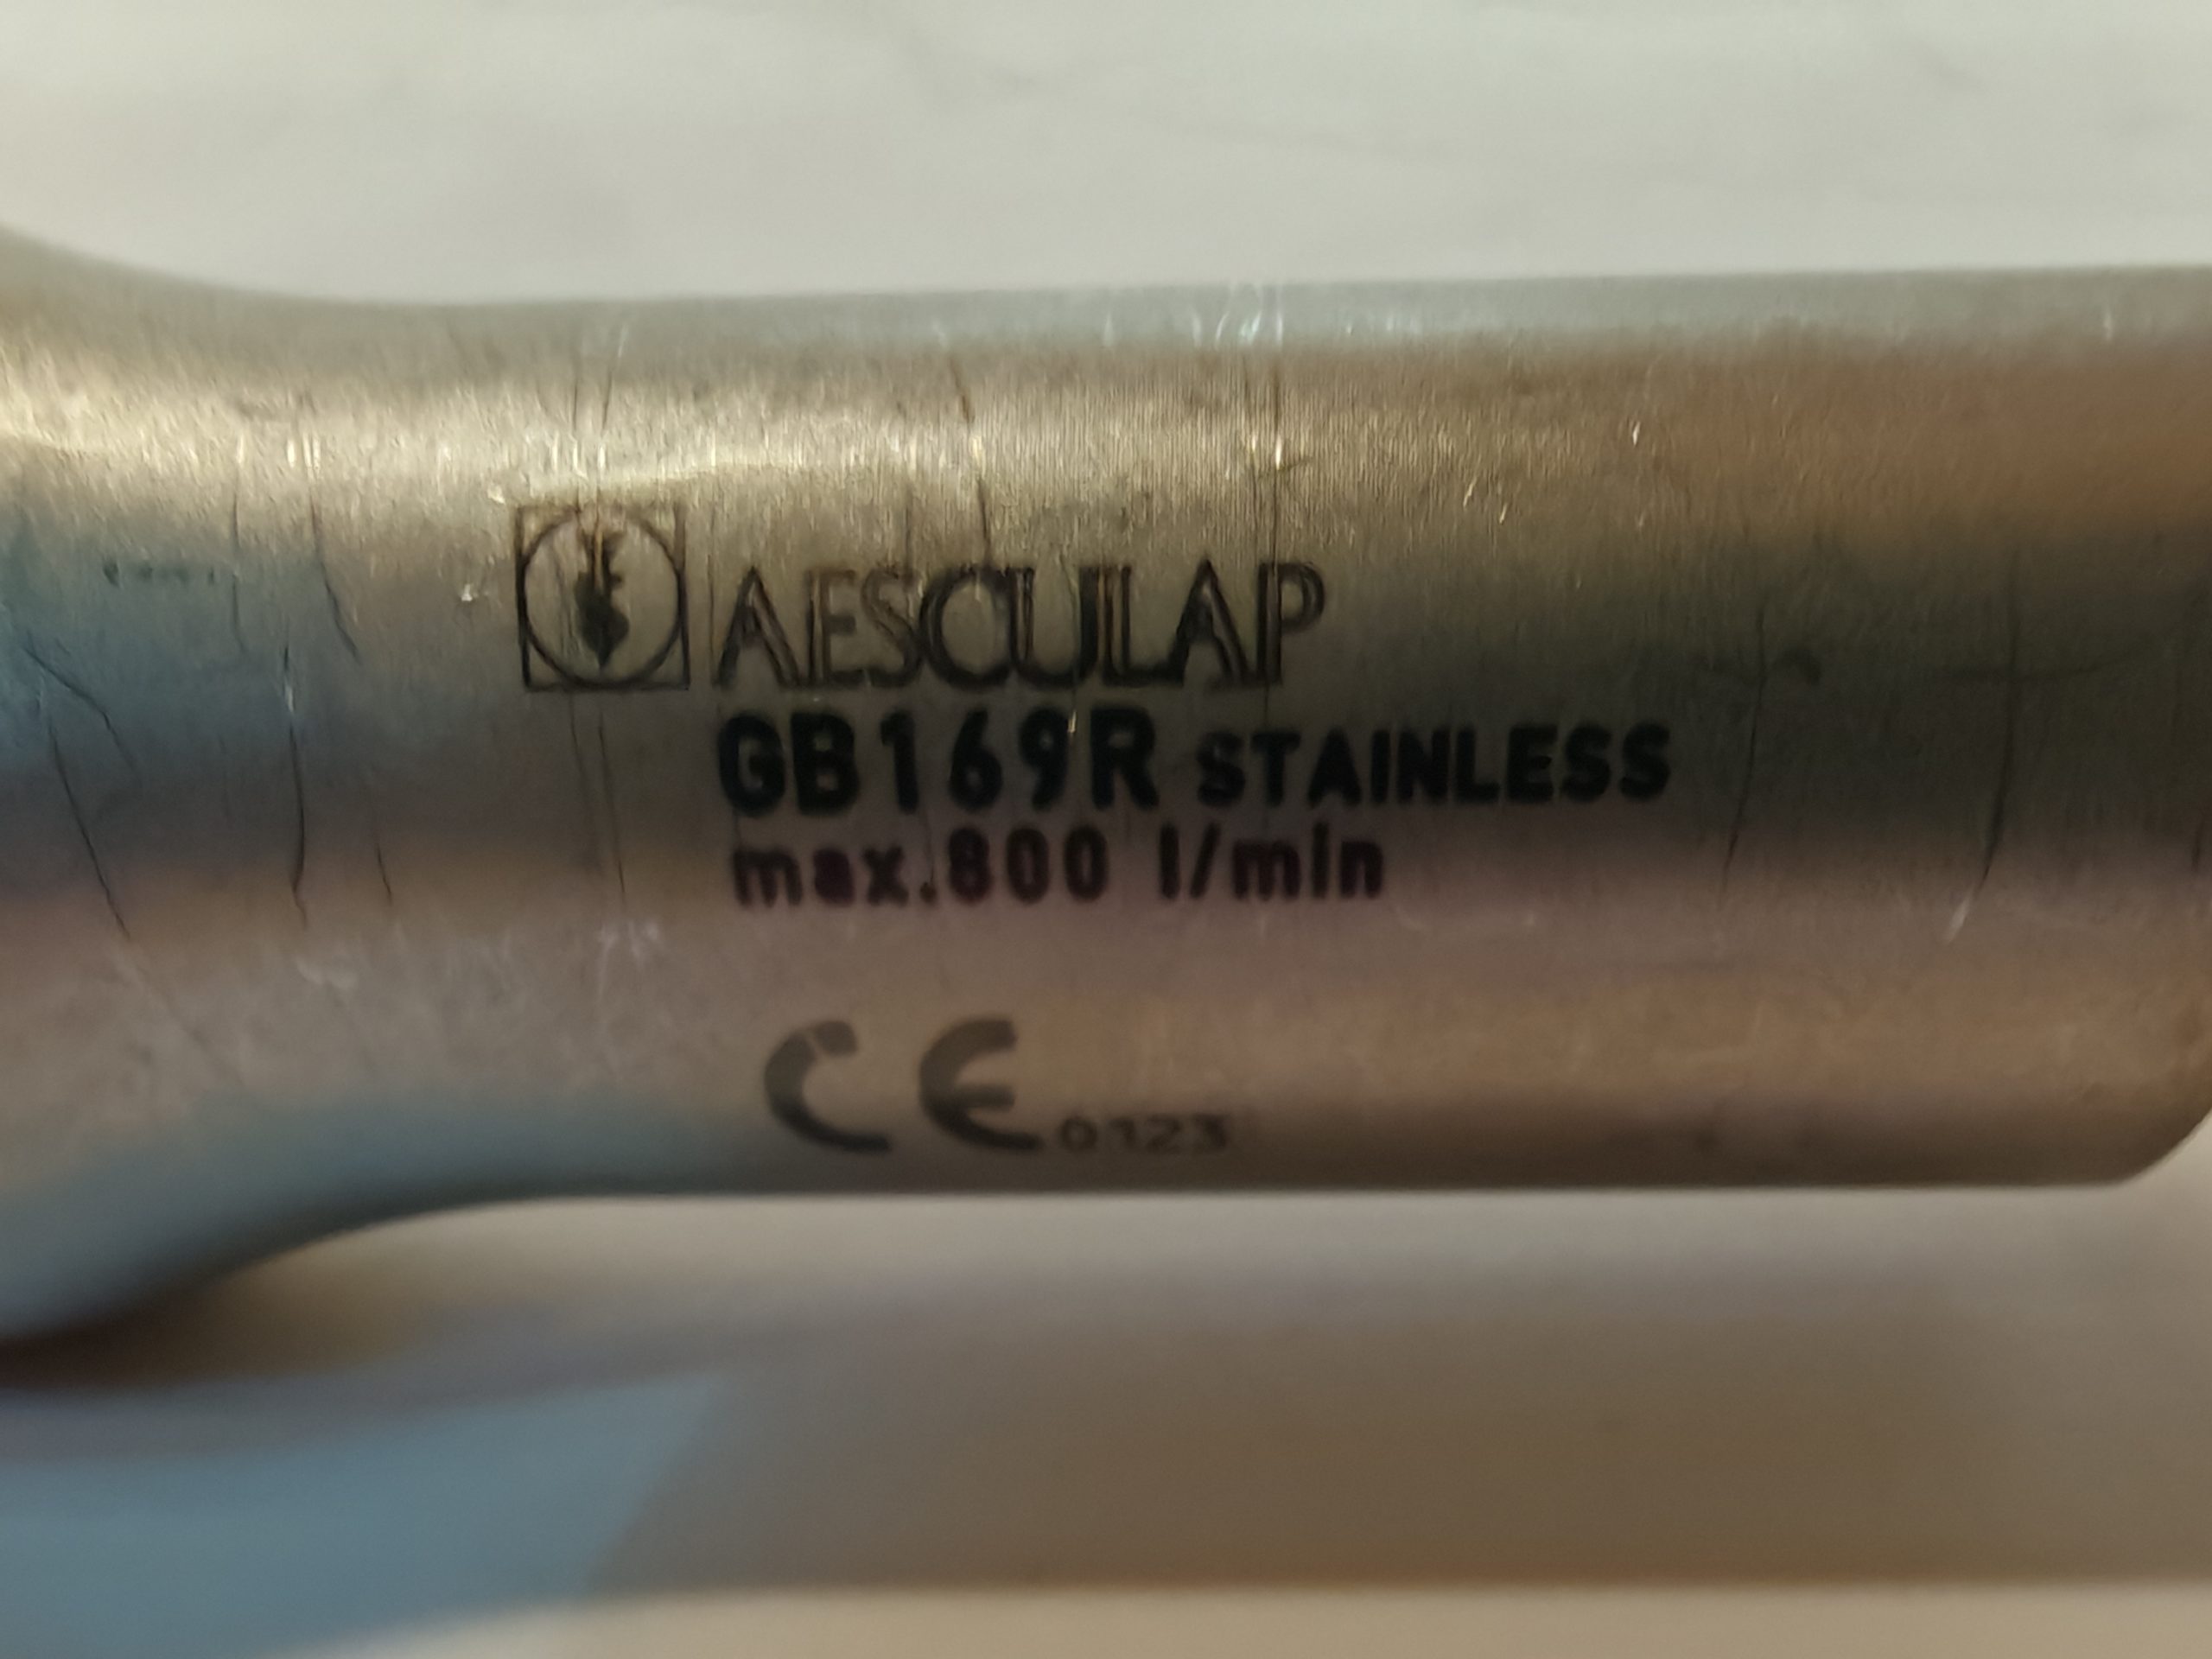 AESCULAP
GB169R STAINLESS
max.800 l/min
CE 0123